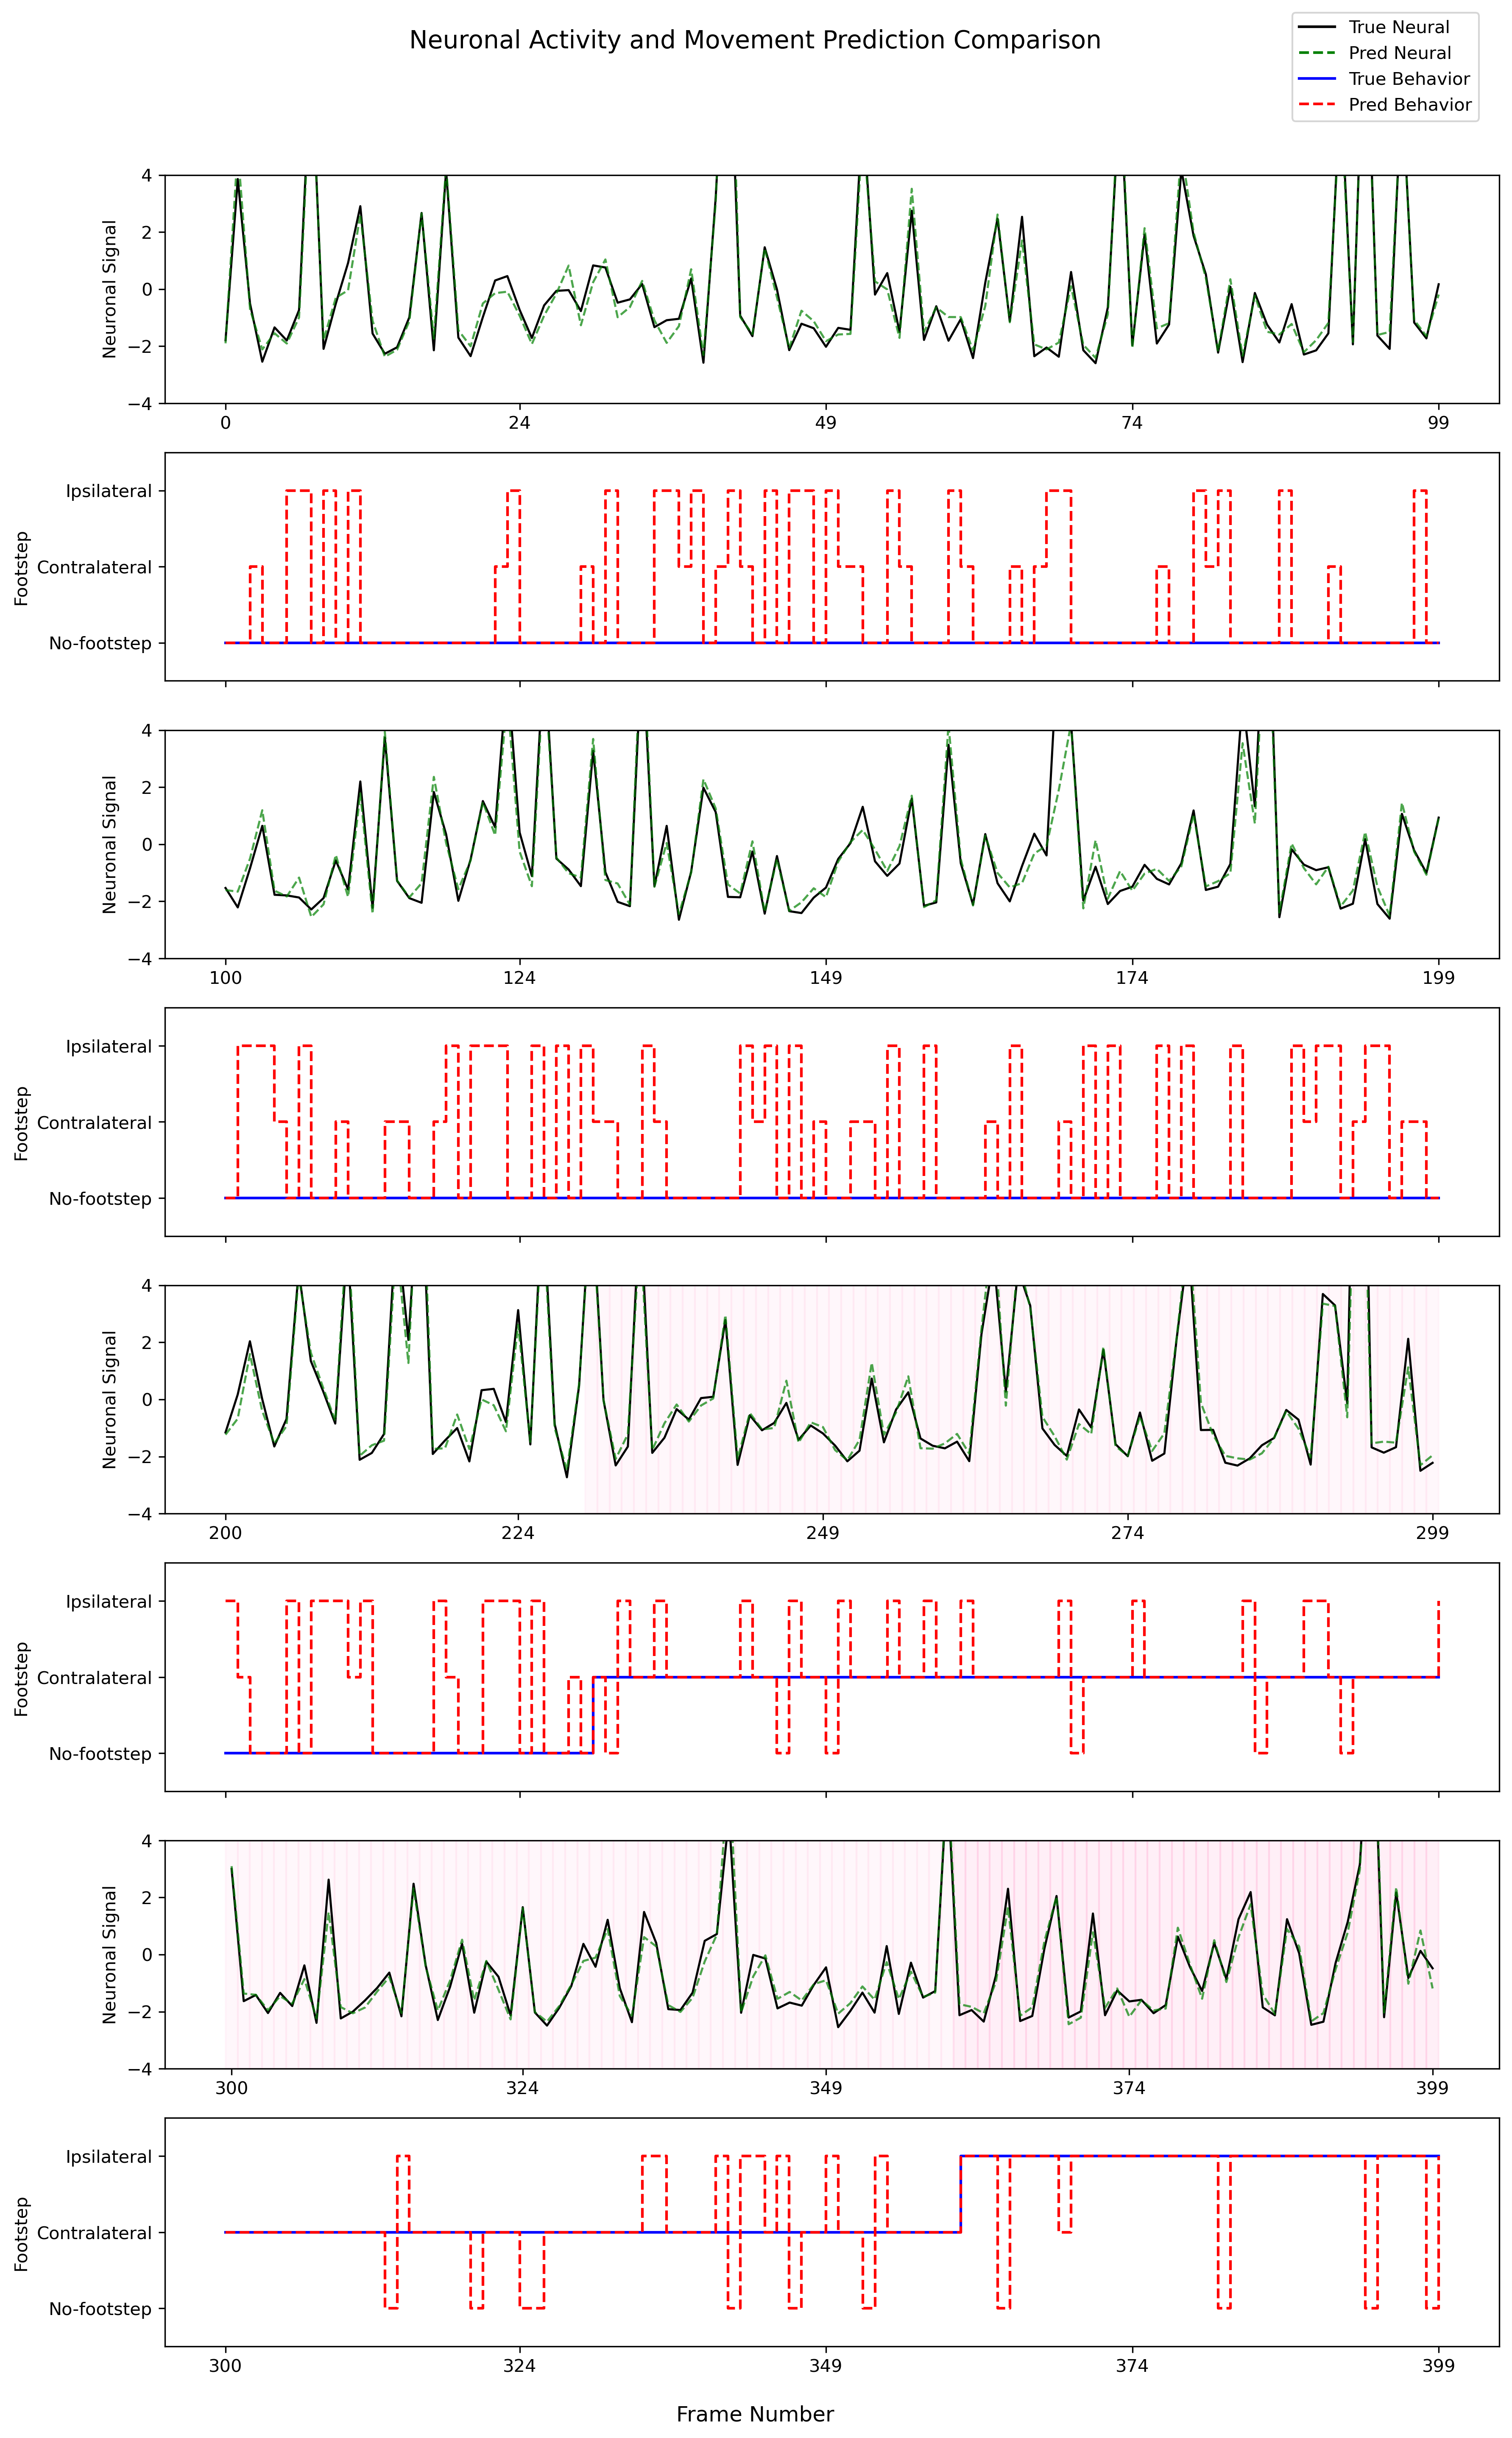 Neuronal Activity and Movement Prediction Comparison
True Neural
Pred Neural
True Behavior
Pred Behavior
Neuronal Signal
4
2
0
−2
−4
0 24 49 74 99
Footstep
Ipsilateral
Contralateral
No-footstep
Neuronal Signal
4
2
0
−2
−4
100 124 149 174 199
Footstep
Ipsilateral
Contralateral
No-footstep
Neuronal Signal
4
2
0
−2
−4
200 224 249 274 299
Footstep
Ipsilateral
Contralateral
No-footstep
Neuronal Signal
4
2
0
−2
−4
300 324 349 374 399
Footstep
Ipsilateral
Contralateral
No-footstep
300 324 349 374 399
Frame Number